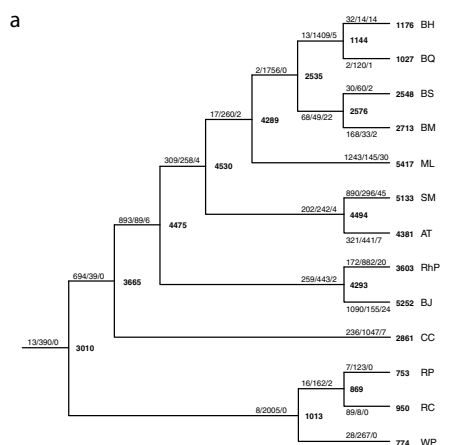 a
32/14/14
1176 BH
13/1409/5
1144
2/120/1
1027 BQ
2/1756/0
2535
30/60/2
2548 BS
2576
68/49/22
168/33/2
2713 BM
17/260/2
4289
1243/145/30
5417 ML
309/258/4
4530
890/296/45
5133 SM
202/242/4
4494
321/441/7
4381 AT
893/89/6
4475
172/882/20
3603 RhP
259/443/2
4293
1090/155/24
5252 BJ
694/39/0
3665
236/1047/7
2861 CC
13/390/0
3010
7/123/0
753 RP
16/162/2
869
89/8/0
950 RC
8/2005/0
1013
28/267/0
774 WP